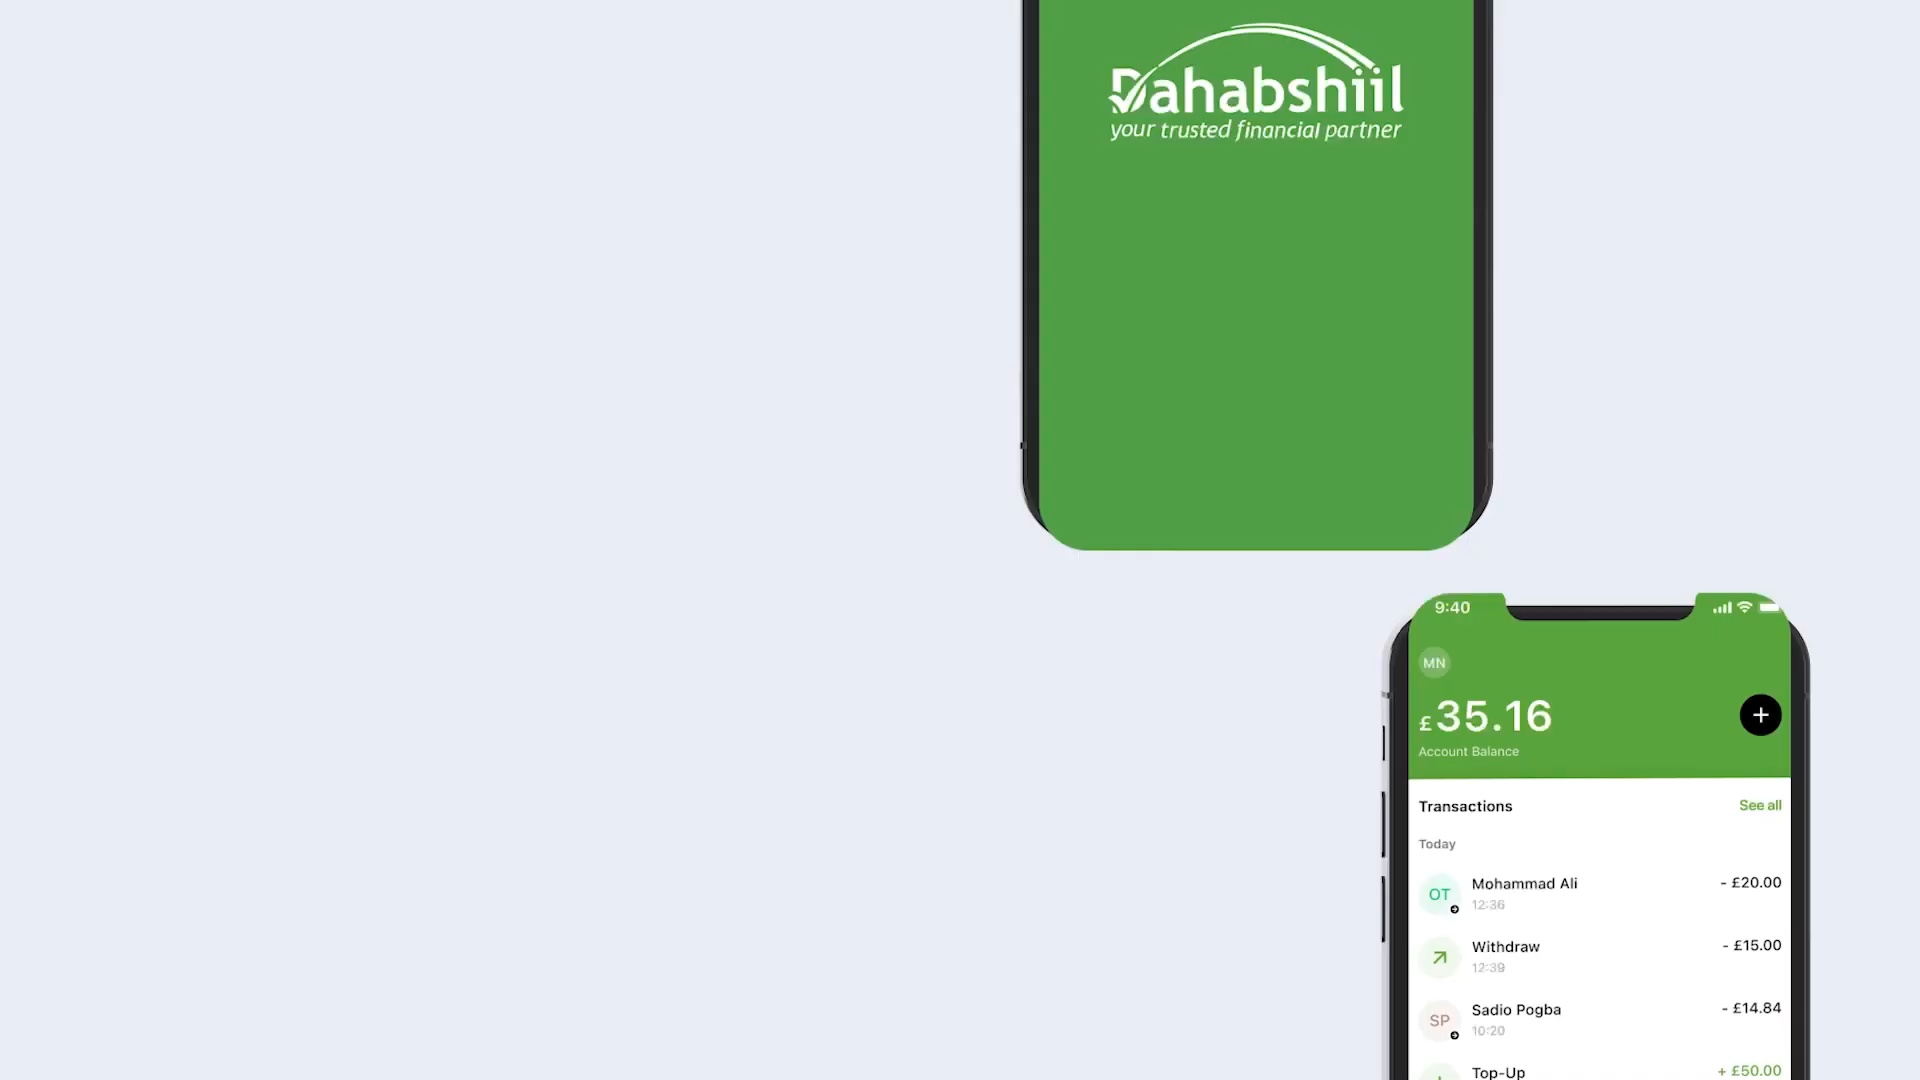 Dahabshiil
your trusted financial partner
9:40
MN
£35.16
Account Balance
Transactions
See all
Today
OT
Mohammad Ali
- £20.00
12:36
Withdraw
- £15.00
12:39
SP
Sadio Pogba
- £14.84
10:20
Top-Up
+ £50.00